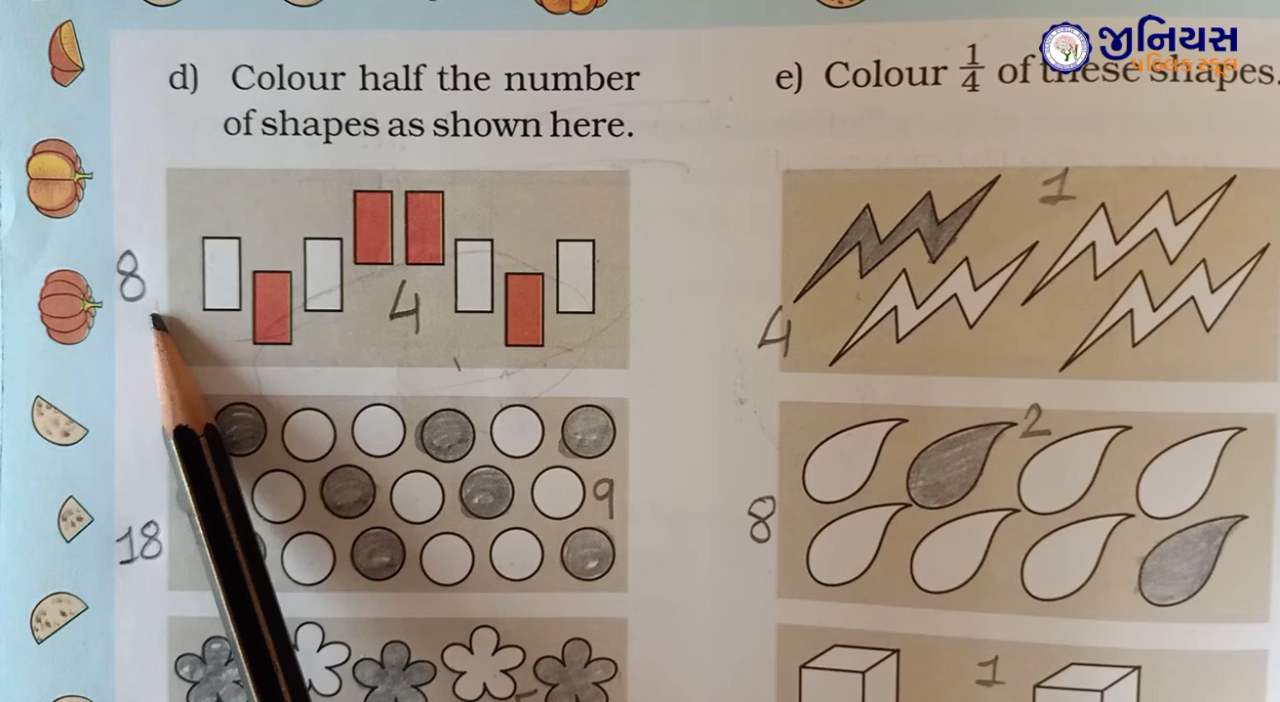 જીનિયસ
પબ્લિક સ્કૂલ
d) Colour half the number
of shapes as shown here.
8
4
18
9
e) Colour 1/4 of these shapes.
1
4
2
8
1